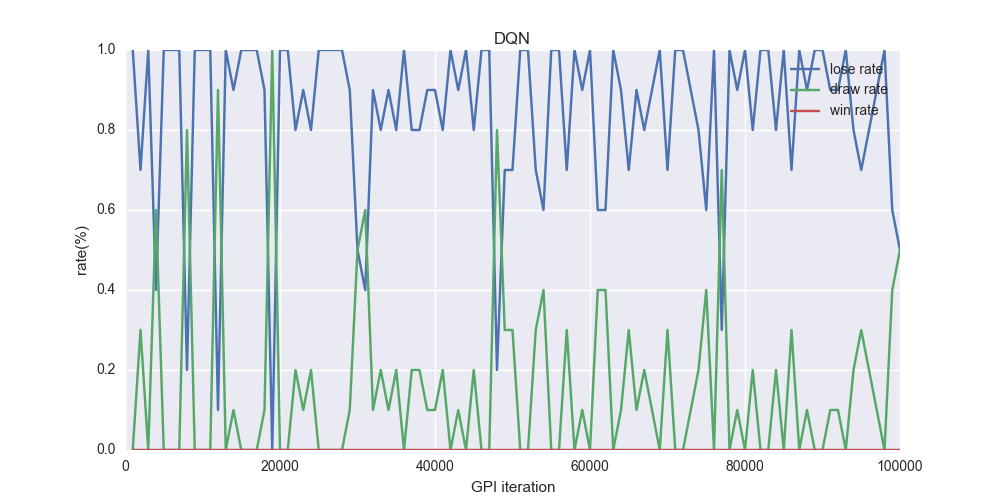 DQN
1.0
0.8
0.6
0.4
0.2
0.0
rate(%)
lose rate
draw rate
win rate
0 20000 40000 60000 80000 100000
GPI iteration